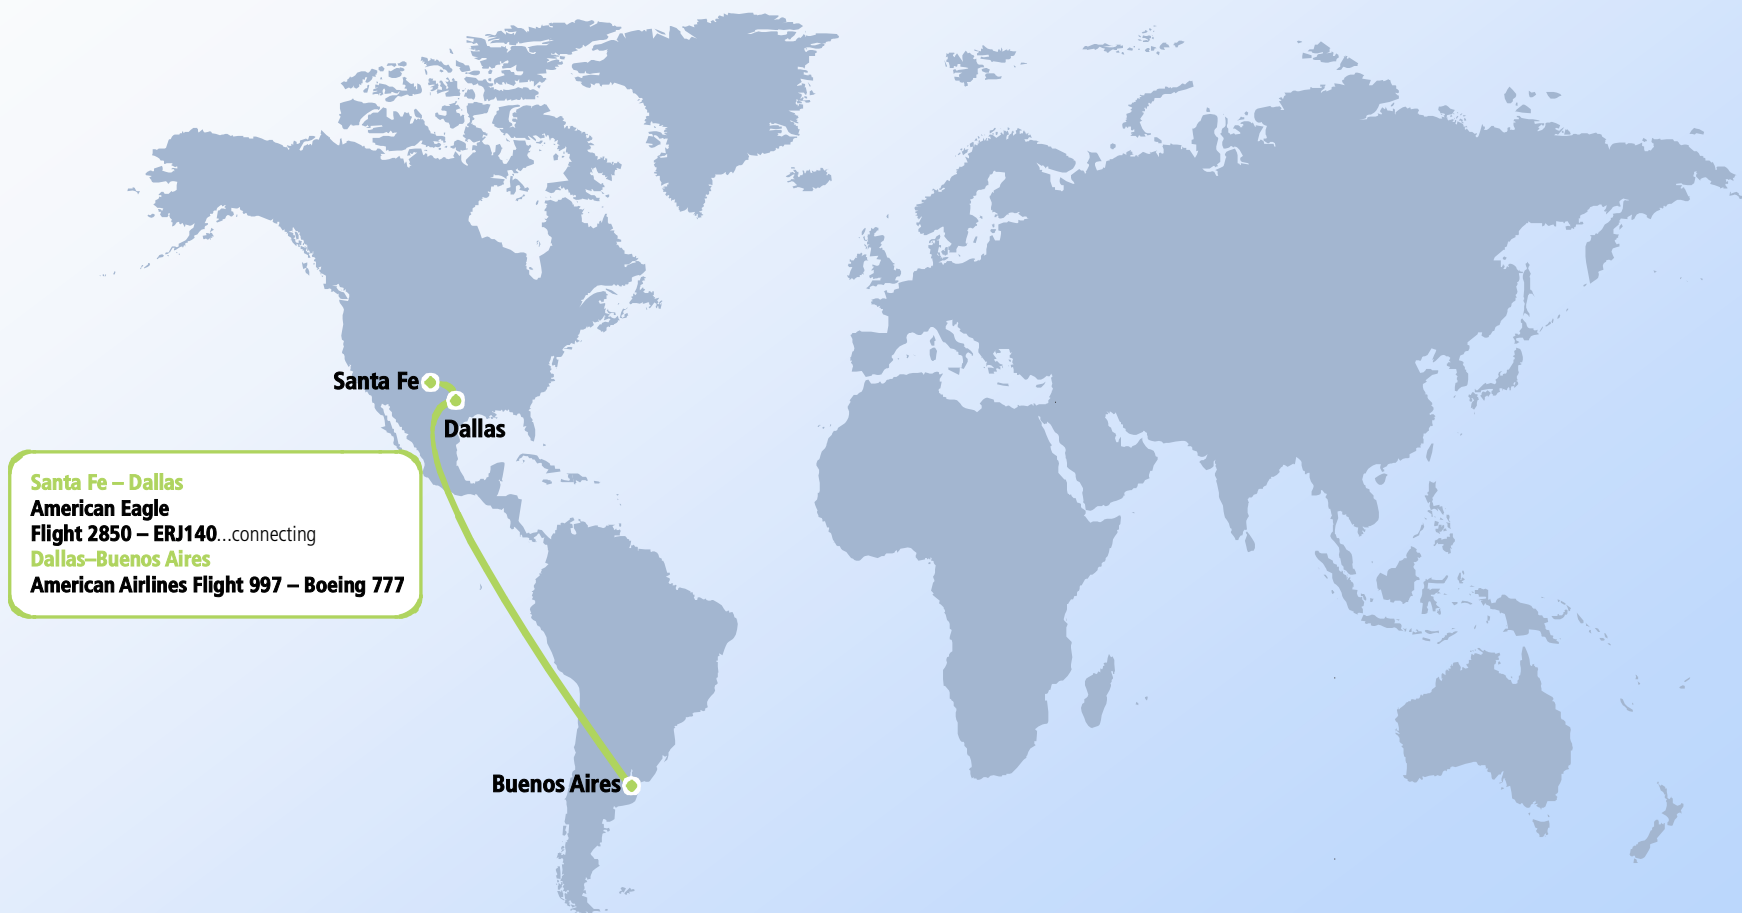 Santa Fe
Dallas
Santa Fe – Dallas
American Eagle
Flight 2850 – ERJ140...connecting
Dallas–Buenos Aires
American Airlines Flight 997 – Boeing 777
Buenos Aires